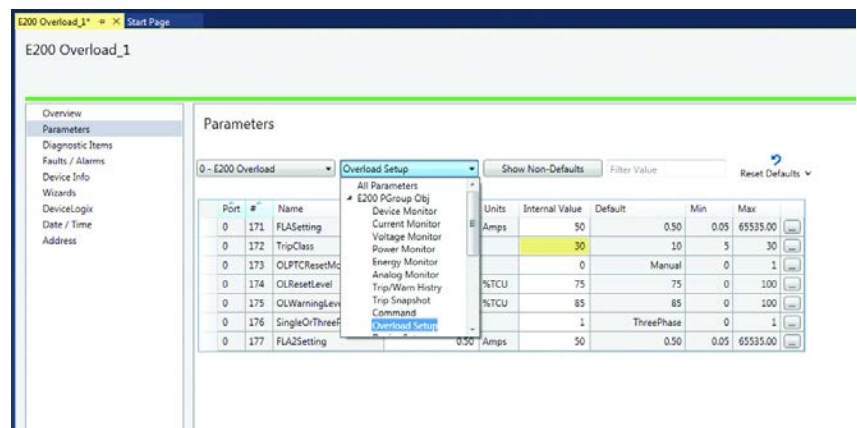 E200 Overload_1* Start Page
E200 Overload_1
Overview
Parameters
Diagnostic Items
Faults / Alarms
Device Info
Wizards
DeviceLogix
Date / Time
Address
Parameters
0 - E200 Overload Overload Setup Show Non-Defaults Filter Value Reset Defaults
All Parameters
E200 PGroup Obj
Device Monitor
Current Monitor
Voltage Monitor
Power Monitor
Energy Monitor
Analog Monitor
Trip/Warn Histry
Trip Snapshot
Command
Overload Setup
Port # Name Units Internal Value Default Min Max
0 171 FLASetting Amps 50 0.50 0.05 65535.00 ...
0 172 TripClass 30 10 5 30 ...
0 173 OLPTCResetMo 0 Manual 0 1 ...
0 174 OLResetLevel %TCU 75 75 0 100 ...
0 175 OLWarningLeve %TCU 85 85 0 100 ...
0 176 SingleOrThreeP 1 ThreePhase 0 1 ...
0 177 FLA2Setting 0.50 Amps 50 0.50 0.05 65535.00 ...